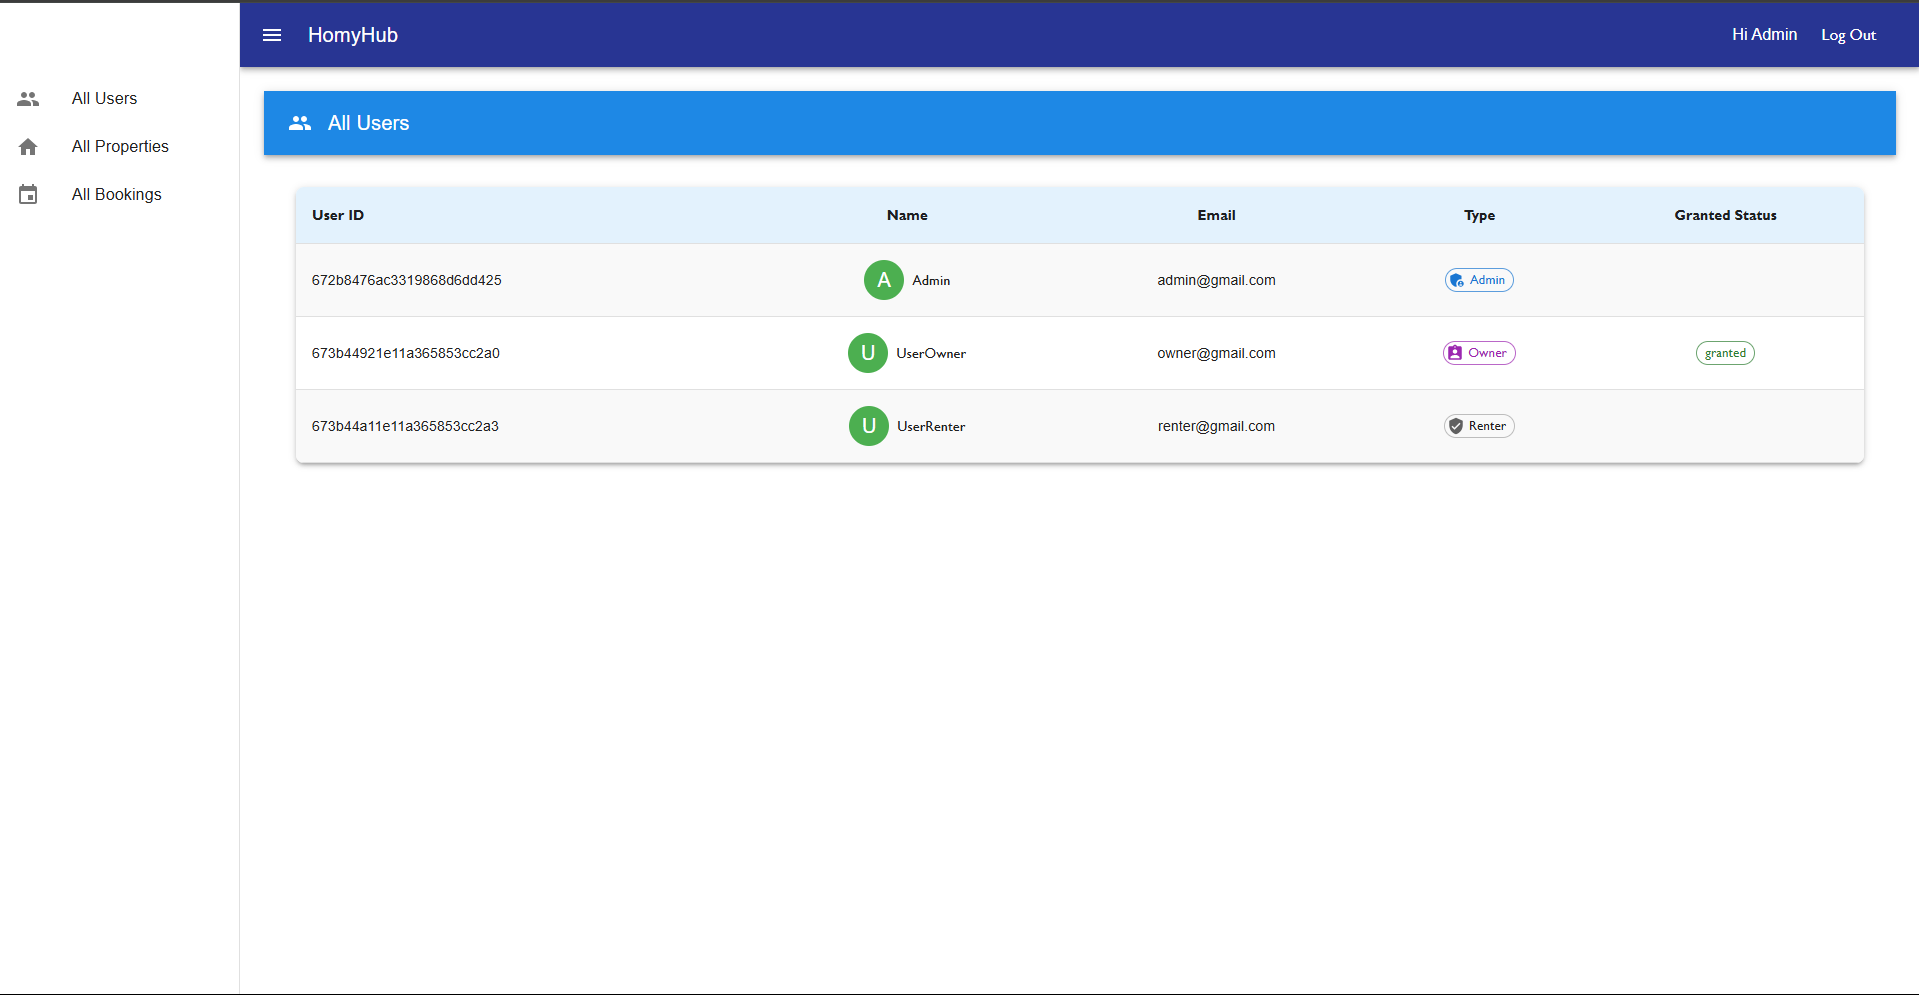 HomyHub
Hi Admin
Log Out
All Users
All Properties
All Bookings
All Users
User ID Name Email Type Granted Status
672b8476ac3319868d6dd425 A Admin admin@gmail.com Admin
673b44921e11a365853cc2a0 U UserOwner owner@gmail.com Owner granted
673b44a11e11a365853cc2a3 U UserRenter renter@gmail.com Renter